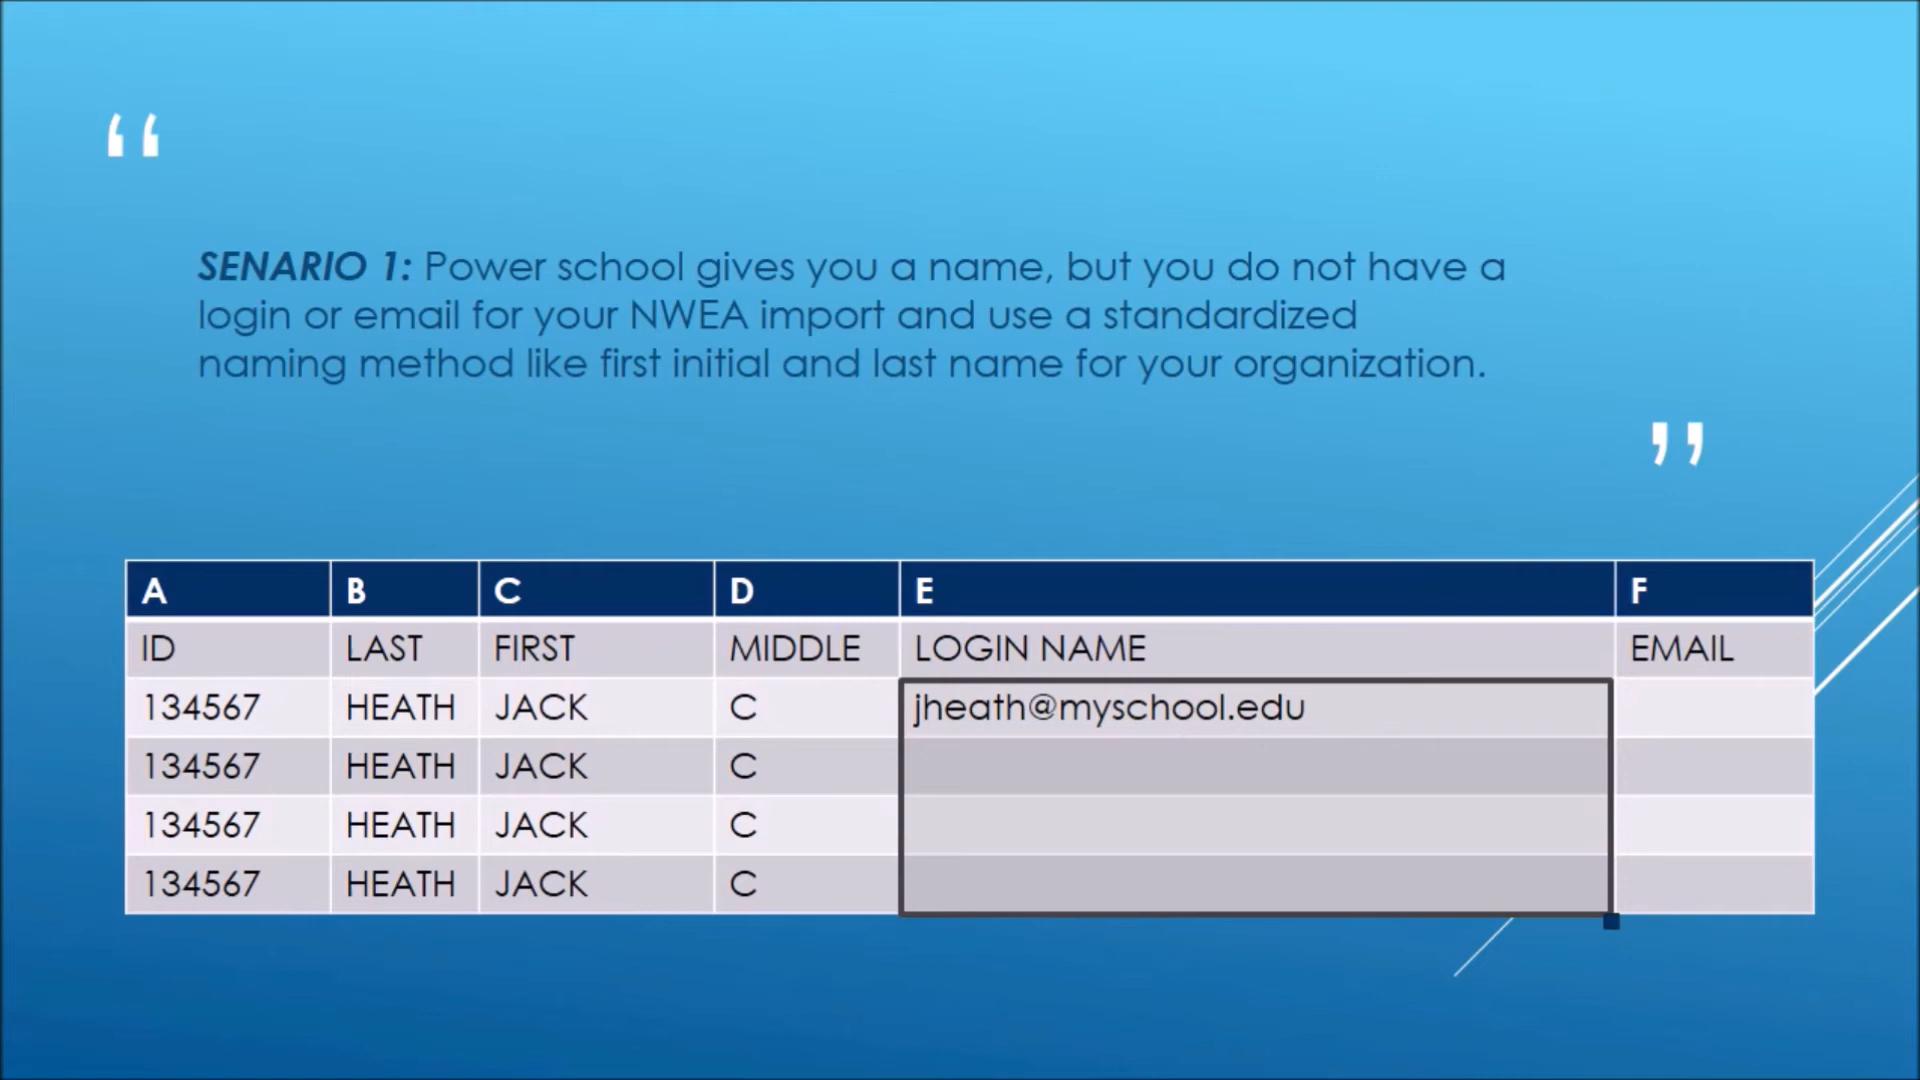 “
SENARIO 1: Power school gives you a name, but you do not have a
login or email for your NWEA import and use a standardized
naming method like first initial and last name for your organization.
”
A B C D E F
ID LAST FIRST MIDDLE LOGIN NAME EMAIL
134567 HEATH JACK C jheath@myschool.edu
134567 HEATH JACK C
134567 HEATH JACK C
134567 HEATH JACK C